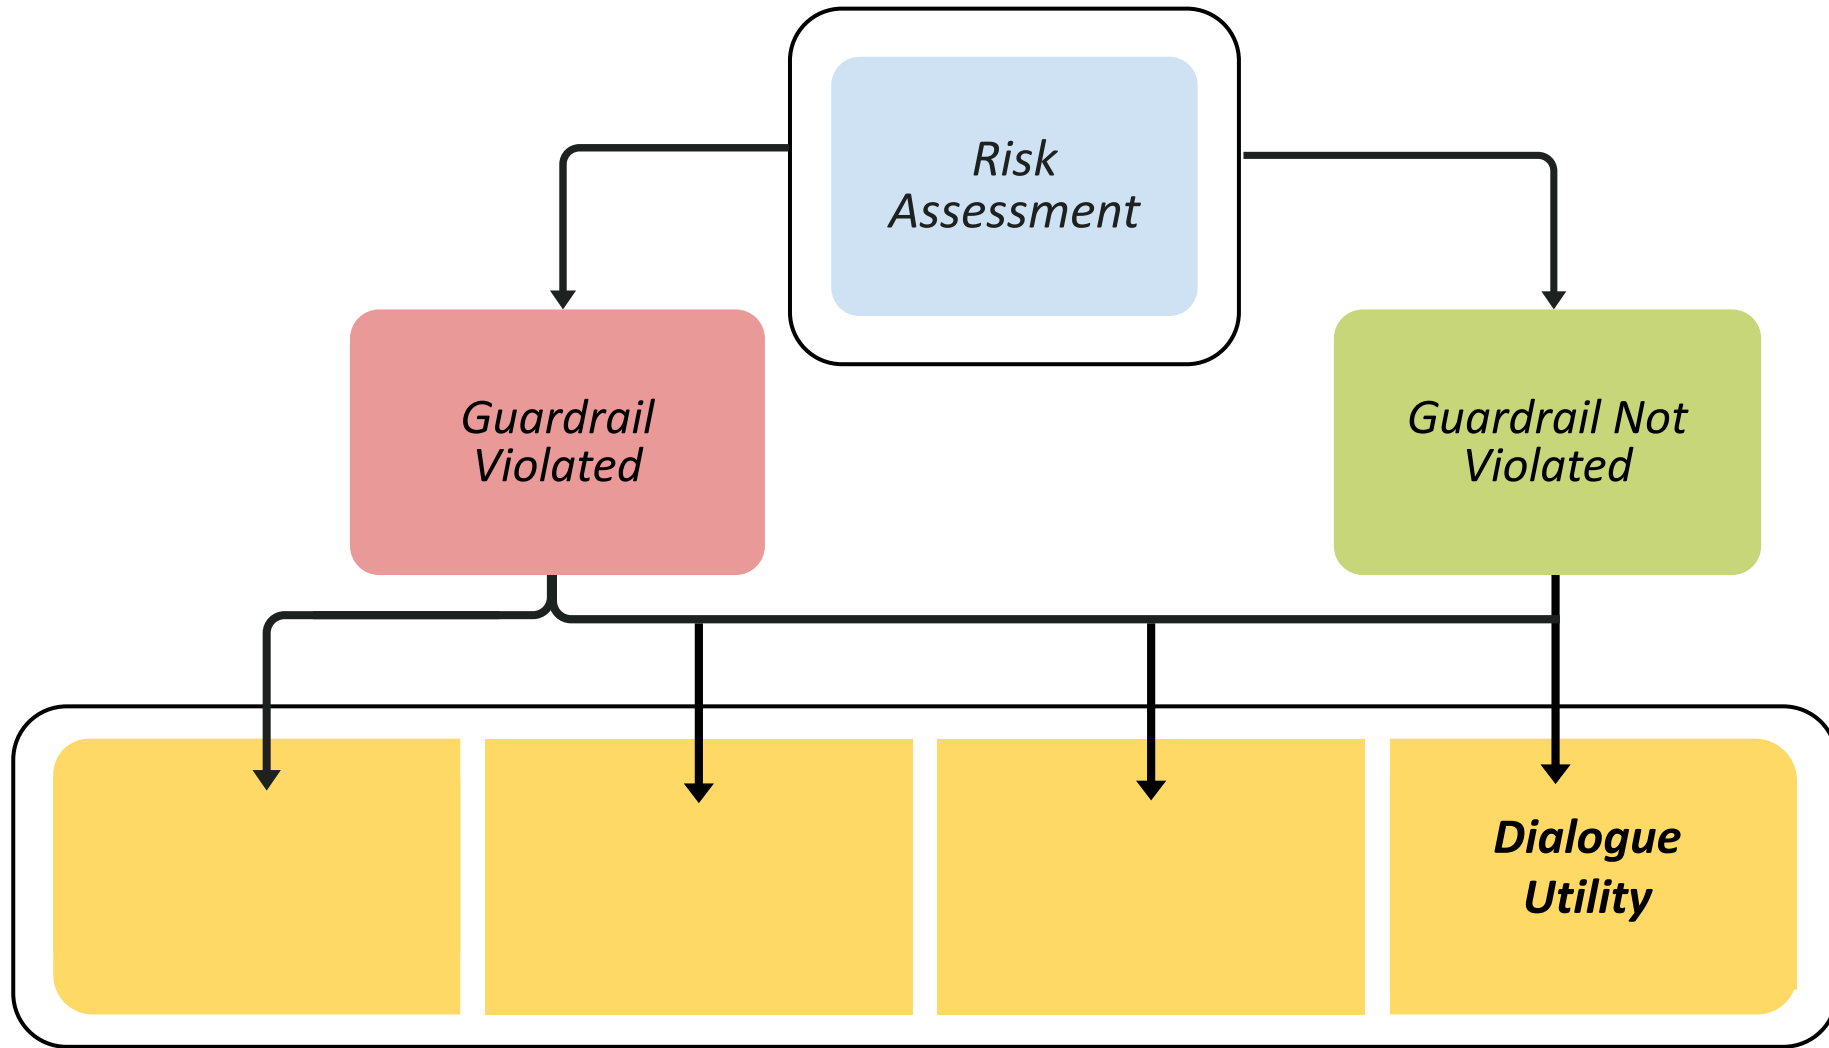 Risk
Assessment
Guardrail
Violated
Guardrail Not
Violated
Dialogue
Utility